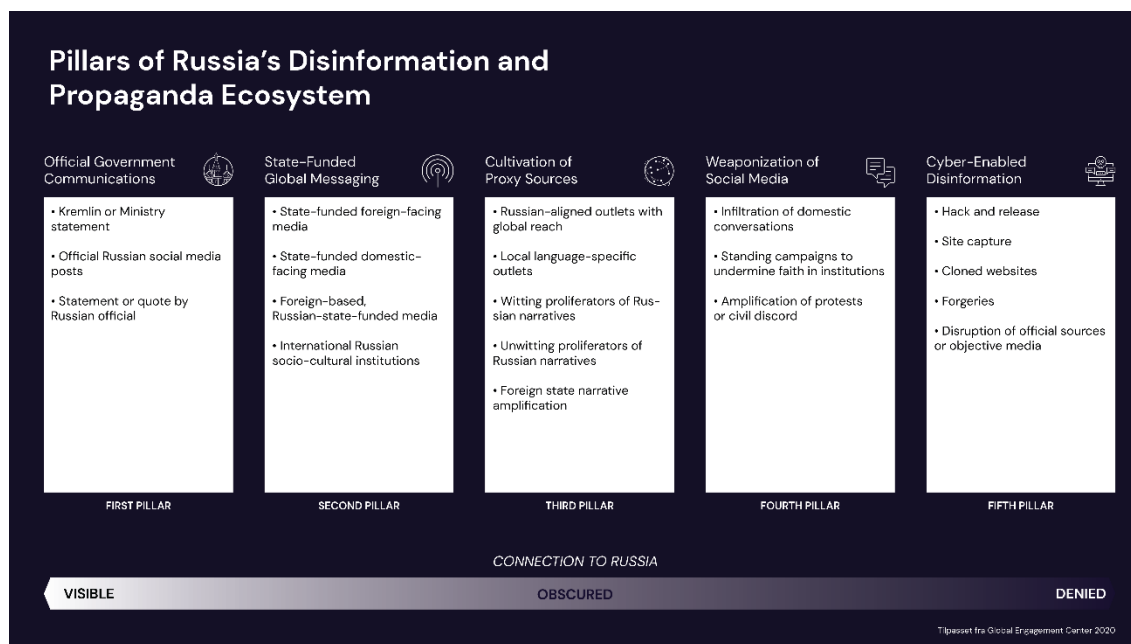 Pillars of Russia's Disinformation and
Propaganda Ecosystem
Official Government
Communications
• Kremlin or Ministry
statement
• Official Russian social media
posts
• Statement or quote by
Russian official
FIRST PILLAR
State-Funded
Global Messaging
• State-funded foreign-facing
media
• State-funded domestic-
facing media
• Foreign-based,
Russian-state-funded media
• International Russian
socio-cultural institutions
SECOND PILLAR
Cultivation of
Proxy Sources
• Russian-aligned outlets with
global reach
• Local language-specific
outlets
• Witting proliferators of Rus-
sian narratives
• Unwitting proliferators of
Russian narratives
• Foreign state narrative
amplification
THIRD PILLAR
Weaponization of
Social Media
• Infiltration of domestic
conversations
• Standing campaigns to
undermine faith in institutions
• Amplification of protests
or civil discord
FOURTH PILLAR
Cyber-Enabled
Disinformation
• Hack and release
• Site capture
• Cloned websites
• Forgeries
• Disruption of official sources
or objective media
FIFTH PILLAR
CONNECTION TO RUSSIA
VISIBLE
OBSCURED
DENIED
Tilpasset fra Global Engagement Center 2020